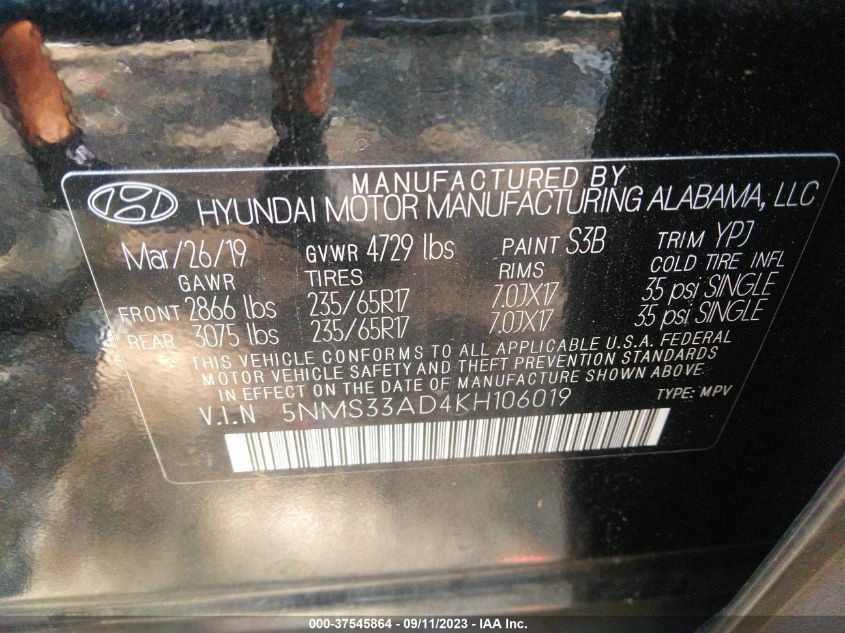 MANUFACTURED BY
HYUNDAI MOTOR MANUFACTURING ALABAMA, LLC
Mar/26/19 GVWR 4729 lbs PAINT S3B TRIM YPJ
GAWR TIRES RIMS COLD TIRE INFL
FRONT 2866 lbs 235/65R17 7.0JX17 35 psi SINGLE
REAR 3075 lbs 235/65R17 7.0JX17 35 psi SINGLE
THIS VEHICLE CONFORMS TO ALL APPLICABLE U.S.A. FEDERAL
MOTOR VEHICLE SAFETY AND THEFT PREVENTION STANDARDS
IN EFFECT ON THE DATE OF MANUFACTURE SHOWN ABOVE
V.I.N 5NMS33AD4KH106019 TYPE: MPV
000-37545864 - 09/11/2023 - IAA Inc.